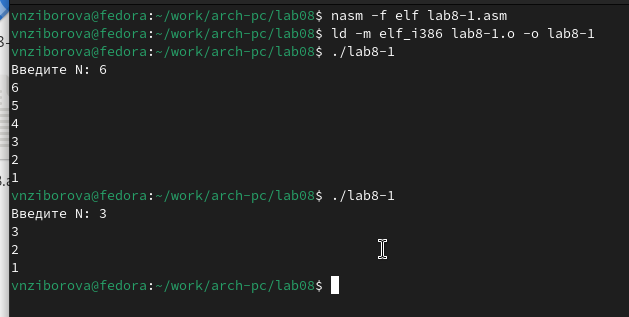 vnziborova@fedora:~/work/arch-pc/lab08$ nasm -f elf lab8-1.asm
vnziborova@fedora:~/work/arch-pc/lab08$ ld -m elf_i386 lab8-1.o -o lab8-1
vnziborova@fedora:~/work/arch-pc/lab08$ ./lab8-1
Введите N: 6
6
5
4
3
2
1
vnziborova@fedora:~/work/arch-pc/lab08$ ./lab8-1
Введите N: 3
3
2
1
vnziborova@fedora:~/work/arch-pc/lab08$